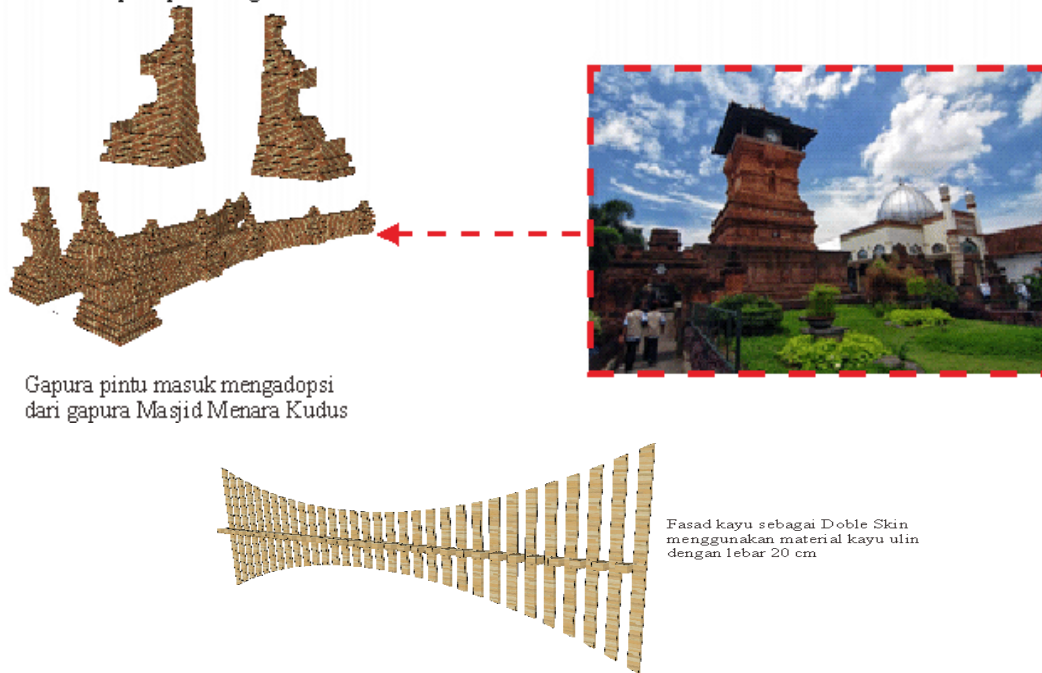 Gapura pintu masuk mengadopsi
dari gapura Masjid Menara Kudus
Fasad kayu sebagai Doble Skin
menggunakan material kayu ulin
dengan lebar 20 cm